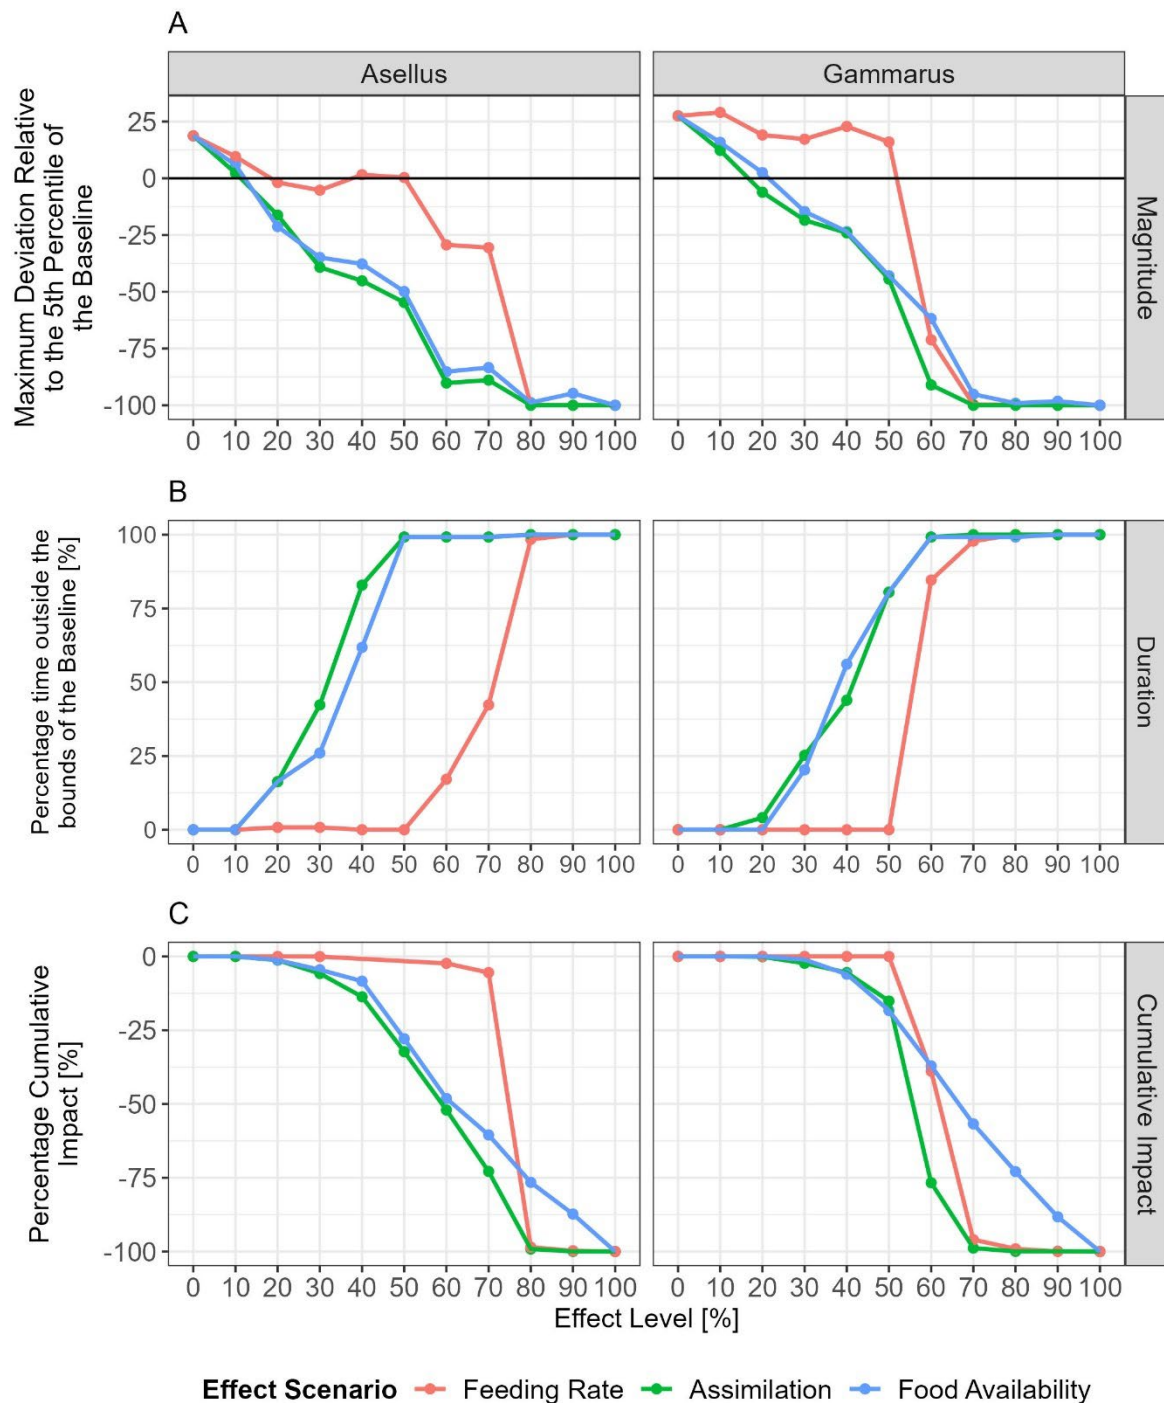 A
Asellus
Gammarus
Maximum Deviation Relative
to the 5th Percentile of
the Baseline
25
0
-25
-50
-75
-100
Magnitude
0 10 20 30 40 50 60 70 80 90 100
0 10 20 30 40 50 60 70 80 90 100
B
Percentage time outside the
bounds of the Baseline [%]
100
75
50
25
0
Duration
0 10 20 30 40 50 60 70 80 90 100
0 10 20 30 40 50 60 70 80 90 100
C
Percentage Cumulative
Impact [%]
0
-25
-50
-75
-100
Cumulative Impact
0 10 20 30 40 50 60 70 80 90 100
0 10 20 30 40 50 60 70 80 90 100
Effect Level [%]
Effect Scenario Feeding Rate Assimilation Food Availability